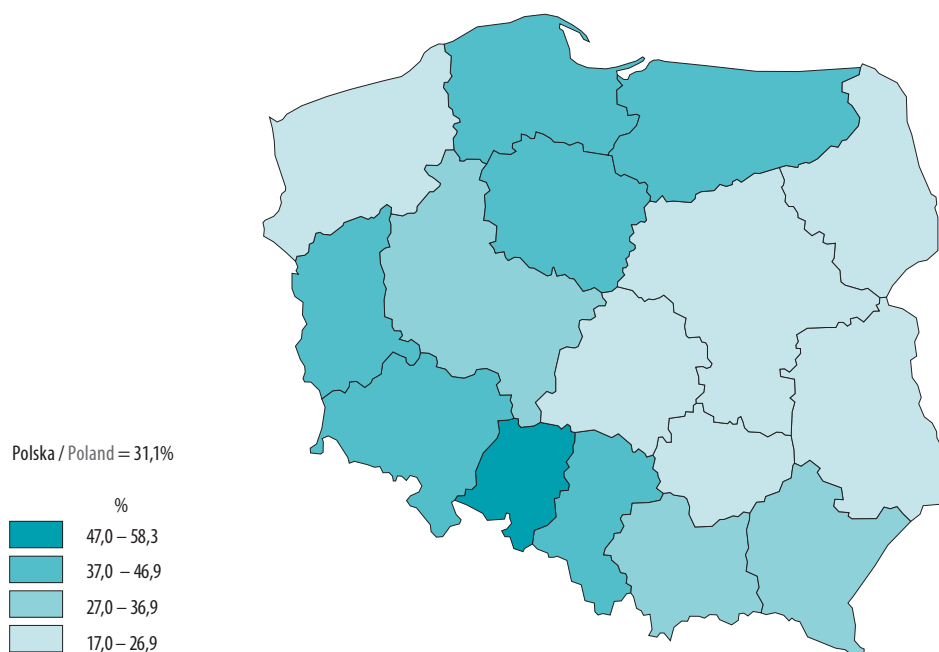 Polska / Poland = 31,1%
%
47,0 – 58,3
37,0 – 46,9
27,0 – 36,9
17,0 – 26,9